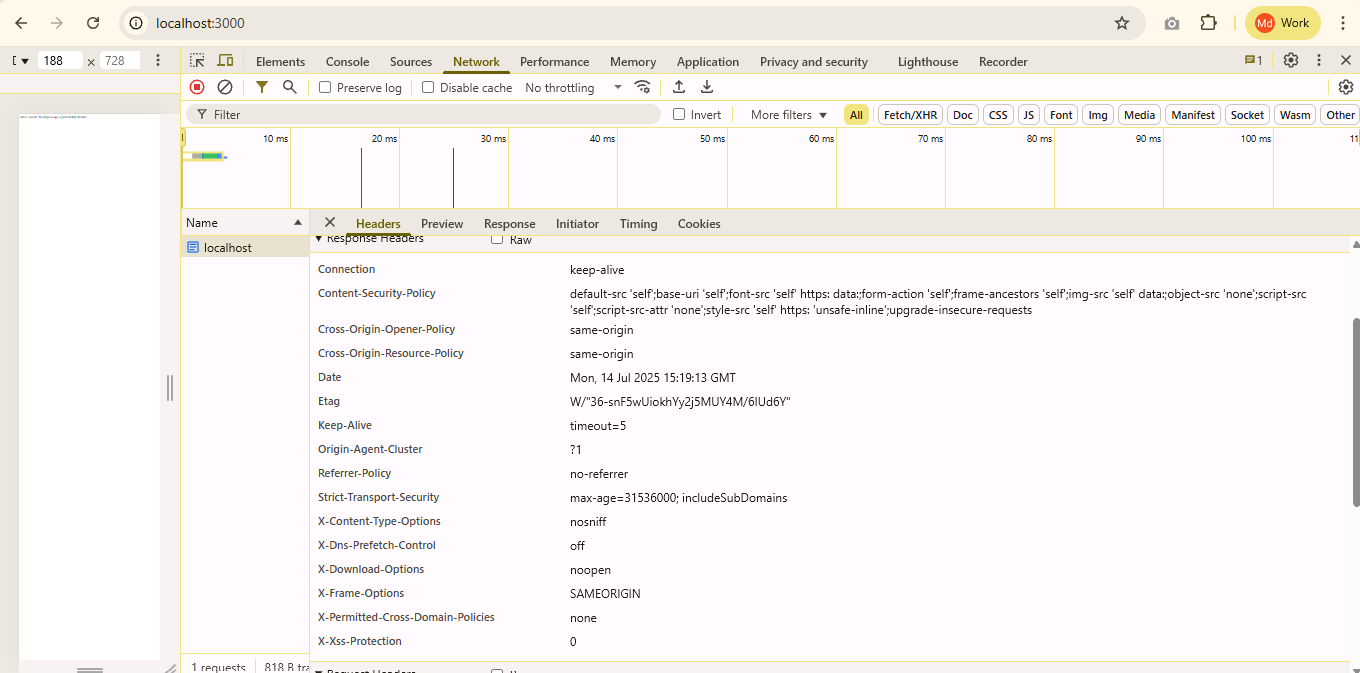 localhost:3000
Md Work
188 × 728
Elements Console Sources Network Performance Memory Application Privacy and security Lighthouse Recorder 1
Preserve log Disable cache No throttling
Filter Invert More filters All Fetch/XHR Doc CSS JS Font Img Media Manifest Socket Wasm Other
10 ms 20 ms 30 ms 40 ms 50 ms 60 ms 70 ms 80 ms 90 ms 100 ms 11
Name Headers Preview Response Initiator Timing Cookies
localhost
Response Headers Raw
Connection keep-alive
Content-Security-Policy default-src 'self';base-uri 'self';font-src 'self' https: data:;form-action 'self';frame-ancestors 'self';img-src 'self' data:;object-src 'none';script-src
'self';script-src-attr 'none';style-src 'self' https: 'unsafe-inline';upgrade-insecure-requests
Cross-Origin-Opener-Policy same-origin
Cross-Origin-Resource-Policy same-origin
Date Mon, 14 Jul 2025 15:19:13 GMT
Etag W/"36-snF5wUiokhYy2j5MUY4M/6IUd6Y"
Keep-Alive timeout=5
Origin-Agent-Cluster ?1
Referrer-Policy no-referrer
Strict-Transport-Security max-age=31536000; includeSubDomains
X-Content-Type-Options nosniff
X-Dns-Prefetch-Control off
X-Download-Options noopen
X-Frame-Options SAMEORIGIN
X-Permitted-Cross-Domain-Policies none
X-Xss-Protection 0
1 requests 818 B tra
Request Headers